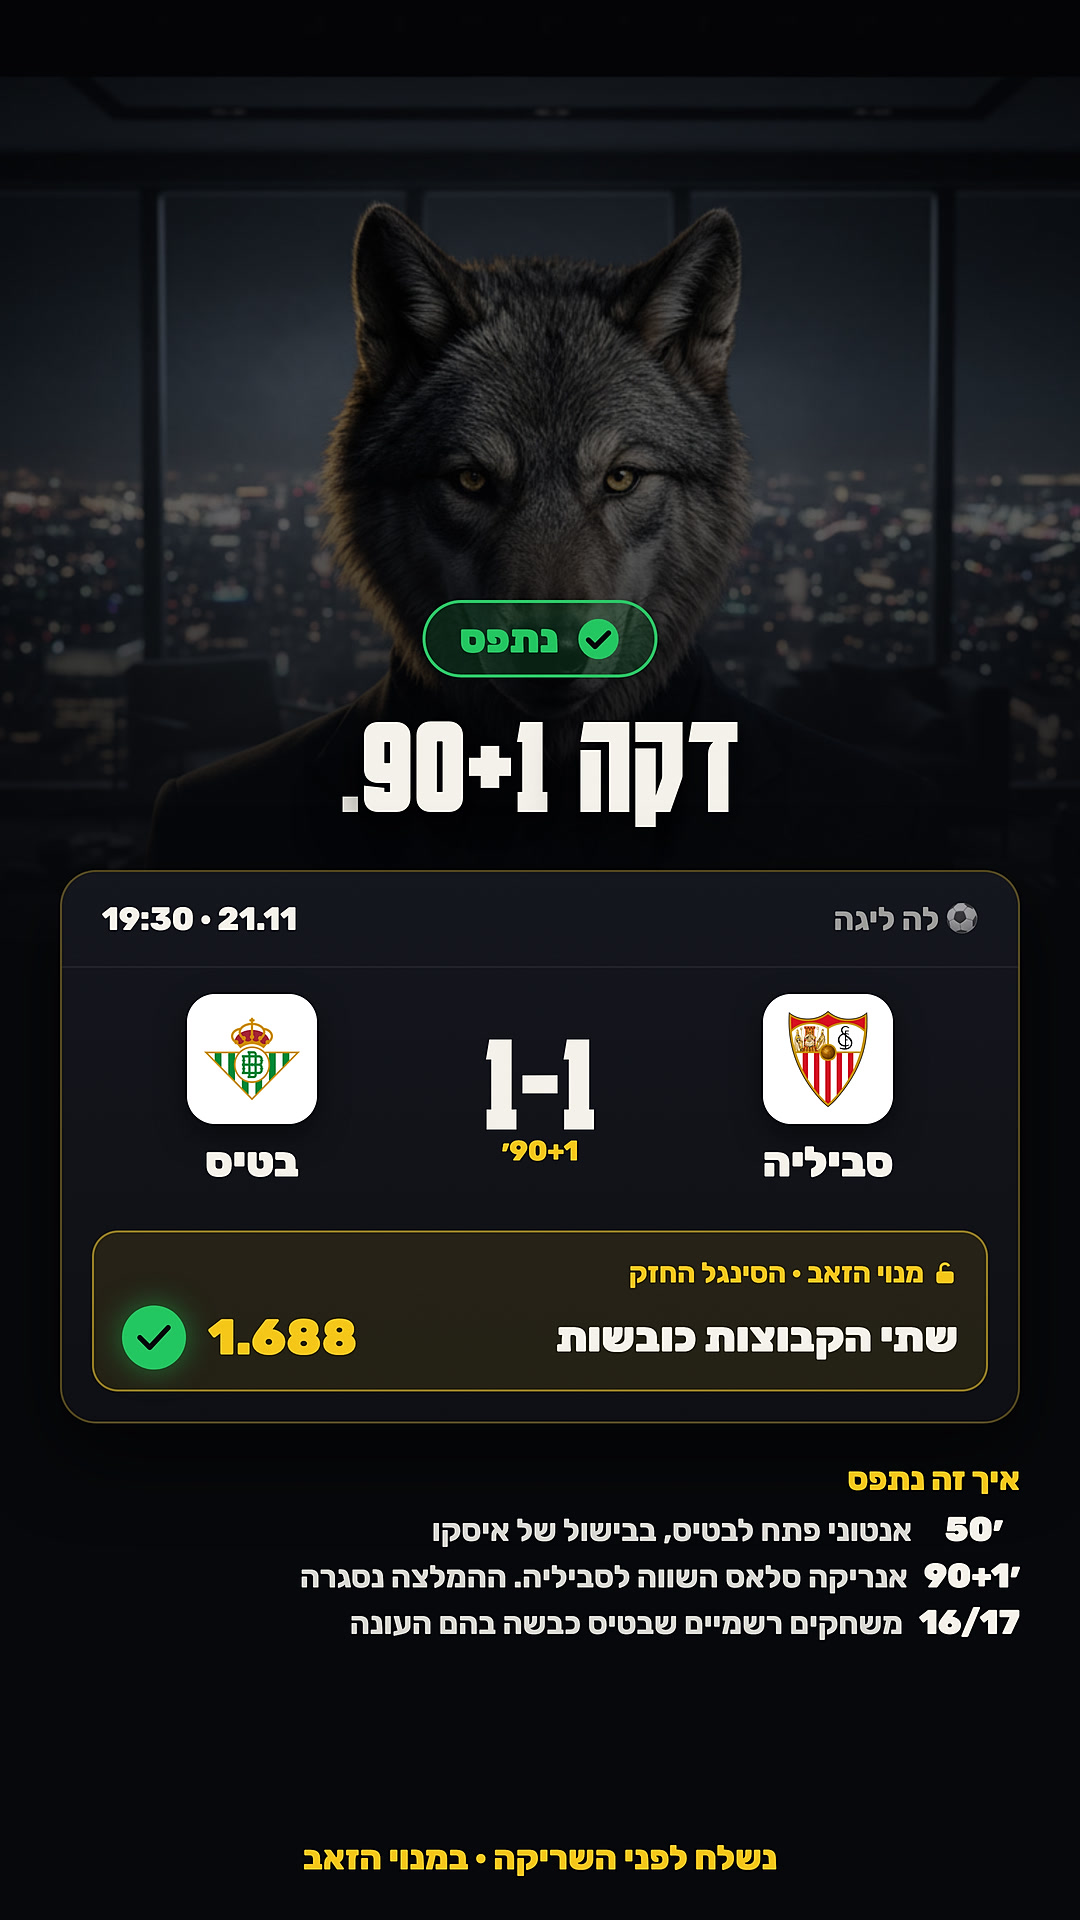 נתפס
דקה 90+1.
לה ליגה
21.11 • 19:30
סביליה
1-1
90+1׳
בטיס
מנוי הזאב • הסינגל החזק
שתי הקבוצות כובשות
1.688
איך זה נתפס
50׳ אנטוני פתח לבטיס, בבישול של איסקו
90+1׳ אנריקה סלאס השווה לסביליה. ההמלצה נסגרה
16/17 משחקים רשמיים שבטיס כבשה בהם העונה
נשלח לפני השריקה • במנוי הזאב